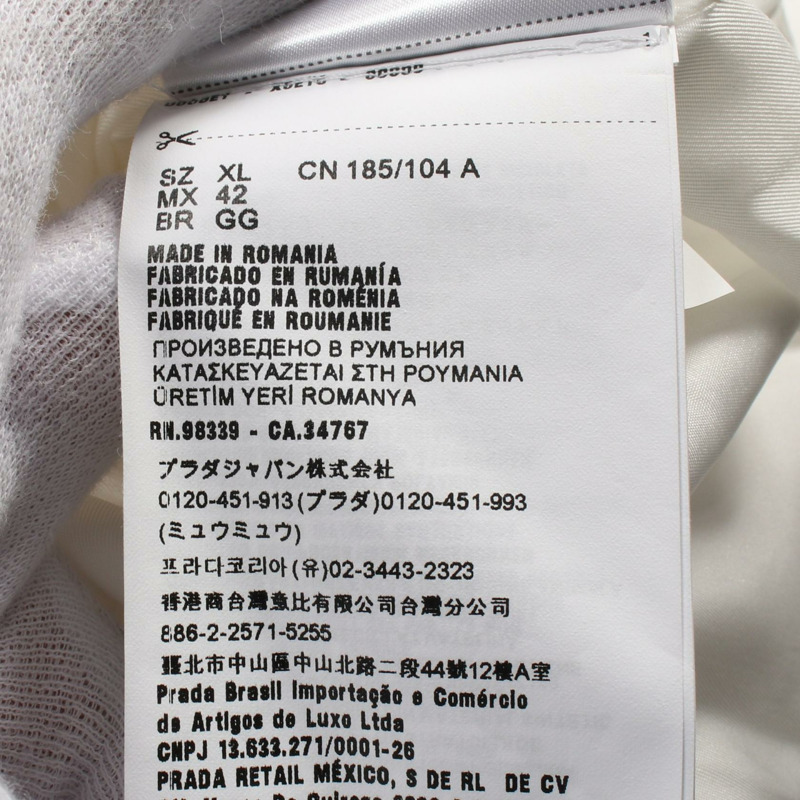 SZ XL CN 185/104 A
MX 42
BR GG
MADE IN ROMANIA
FABRICADO EN RUMANÍA
FABRICADO NA ROMÉNIA
FABRIQUÉ EN ROUMANIE
ПРОИЗВЕДЕНО В РУМЪНИЯ
ΚΑΤΑΣΚΕΥΑΖΕΤΑΙ ΣΤΗ ΡΟΥΜΑΝΙΑ
ÜRETİM YERİ ROMANYA
RN.98339 - CA.34767
プラダジャパン株式会社
0120-451-913(プラダ)0120-451-993
(ミュウミュウ)
프라다코리아(유)02-3443-2323
香港商台灣意比有限公司台灣分公司
886-2-2571-5255
臺北市中山區中山北路二段44號12樓A室
Prada Brasil Importação e Comércio
de Artigos de Luxo Ltda
CNPJ 13.633.271/0001-26
PRADA RETAIL MÉXICO, S DE RL DE CV